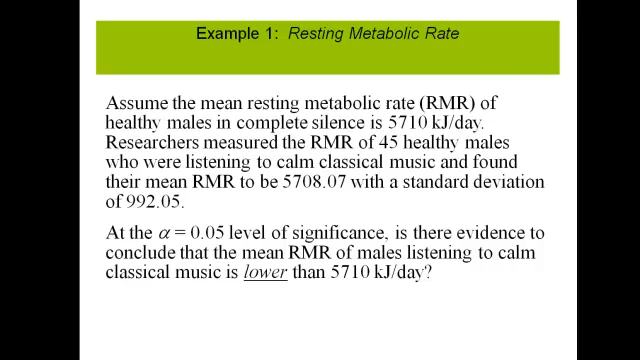 Example 1: Resting Metabolic Rate
Assume the mean resting metabolic rate (RMR) of
healthy males in complete silence is 5710 kJ/day.
Researchers measured the RMR of 45 healthy males
who were listening to calm classical music and found
their mean RMR to be 5708.07 with a standard deviation
of 992.05.
At the α = 0.05 level of significance, is there evidence to
conclude that the mean RMR of males listening to calm
classical music is lower than 5710 kJ/day?